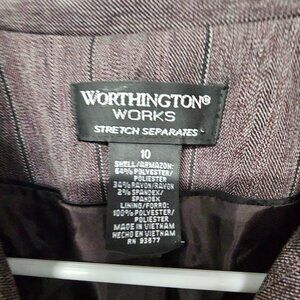 WORTHINGTON®
WORKS
STRETCH SEPARATES
10
SHELL/ARMAZON:
64% POLYESTER/
POLIESTER
34% RAYON/RAYON
2% SPANDEX/
SPANDEX
LINING/FORRO:
100% POLYESTER/
POLIESTER
MADE IN VIETNAM
HECHO EN VIETNAM
RN 93677